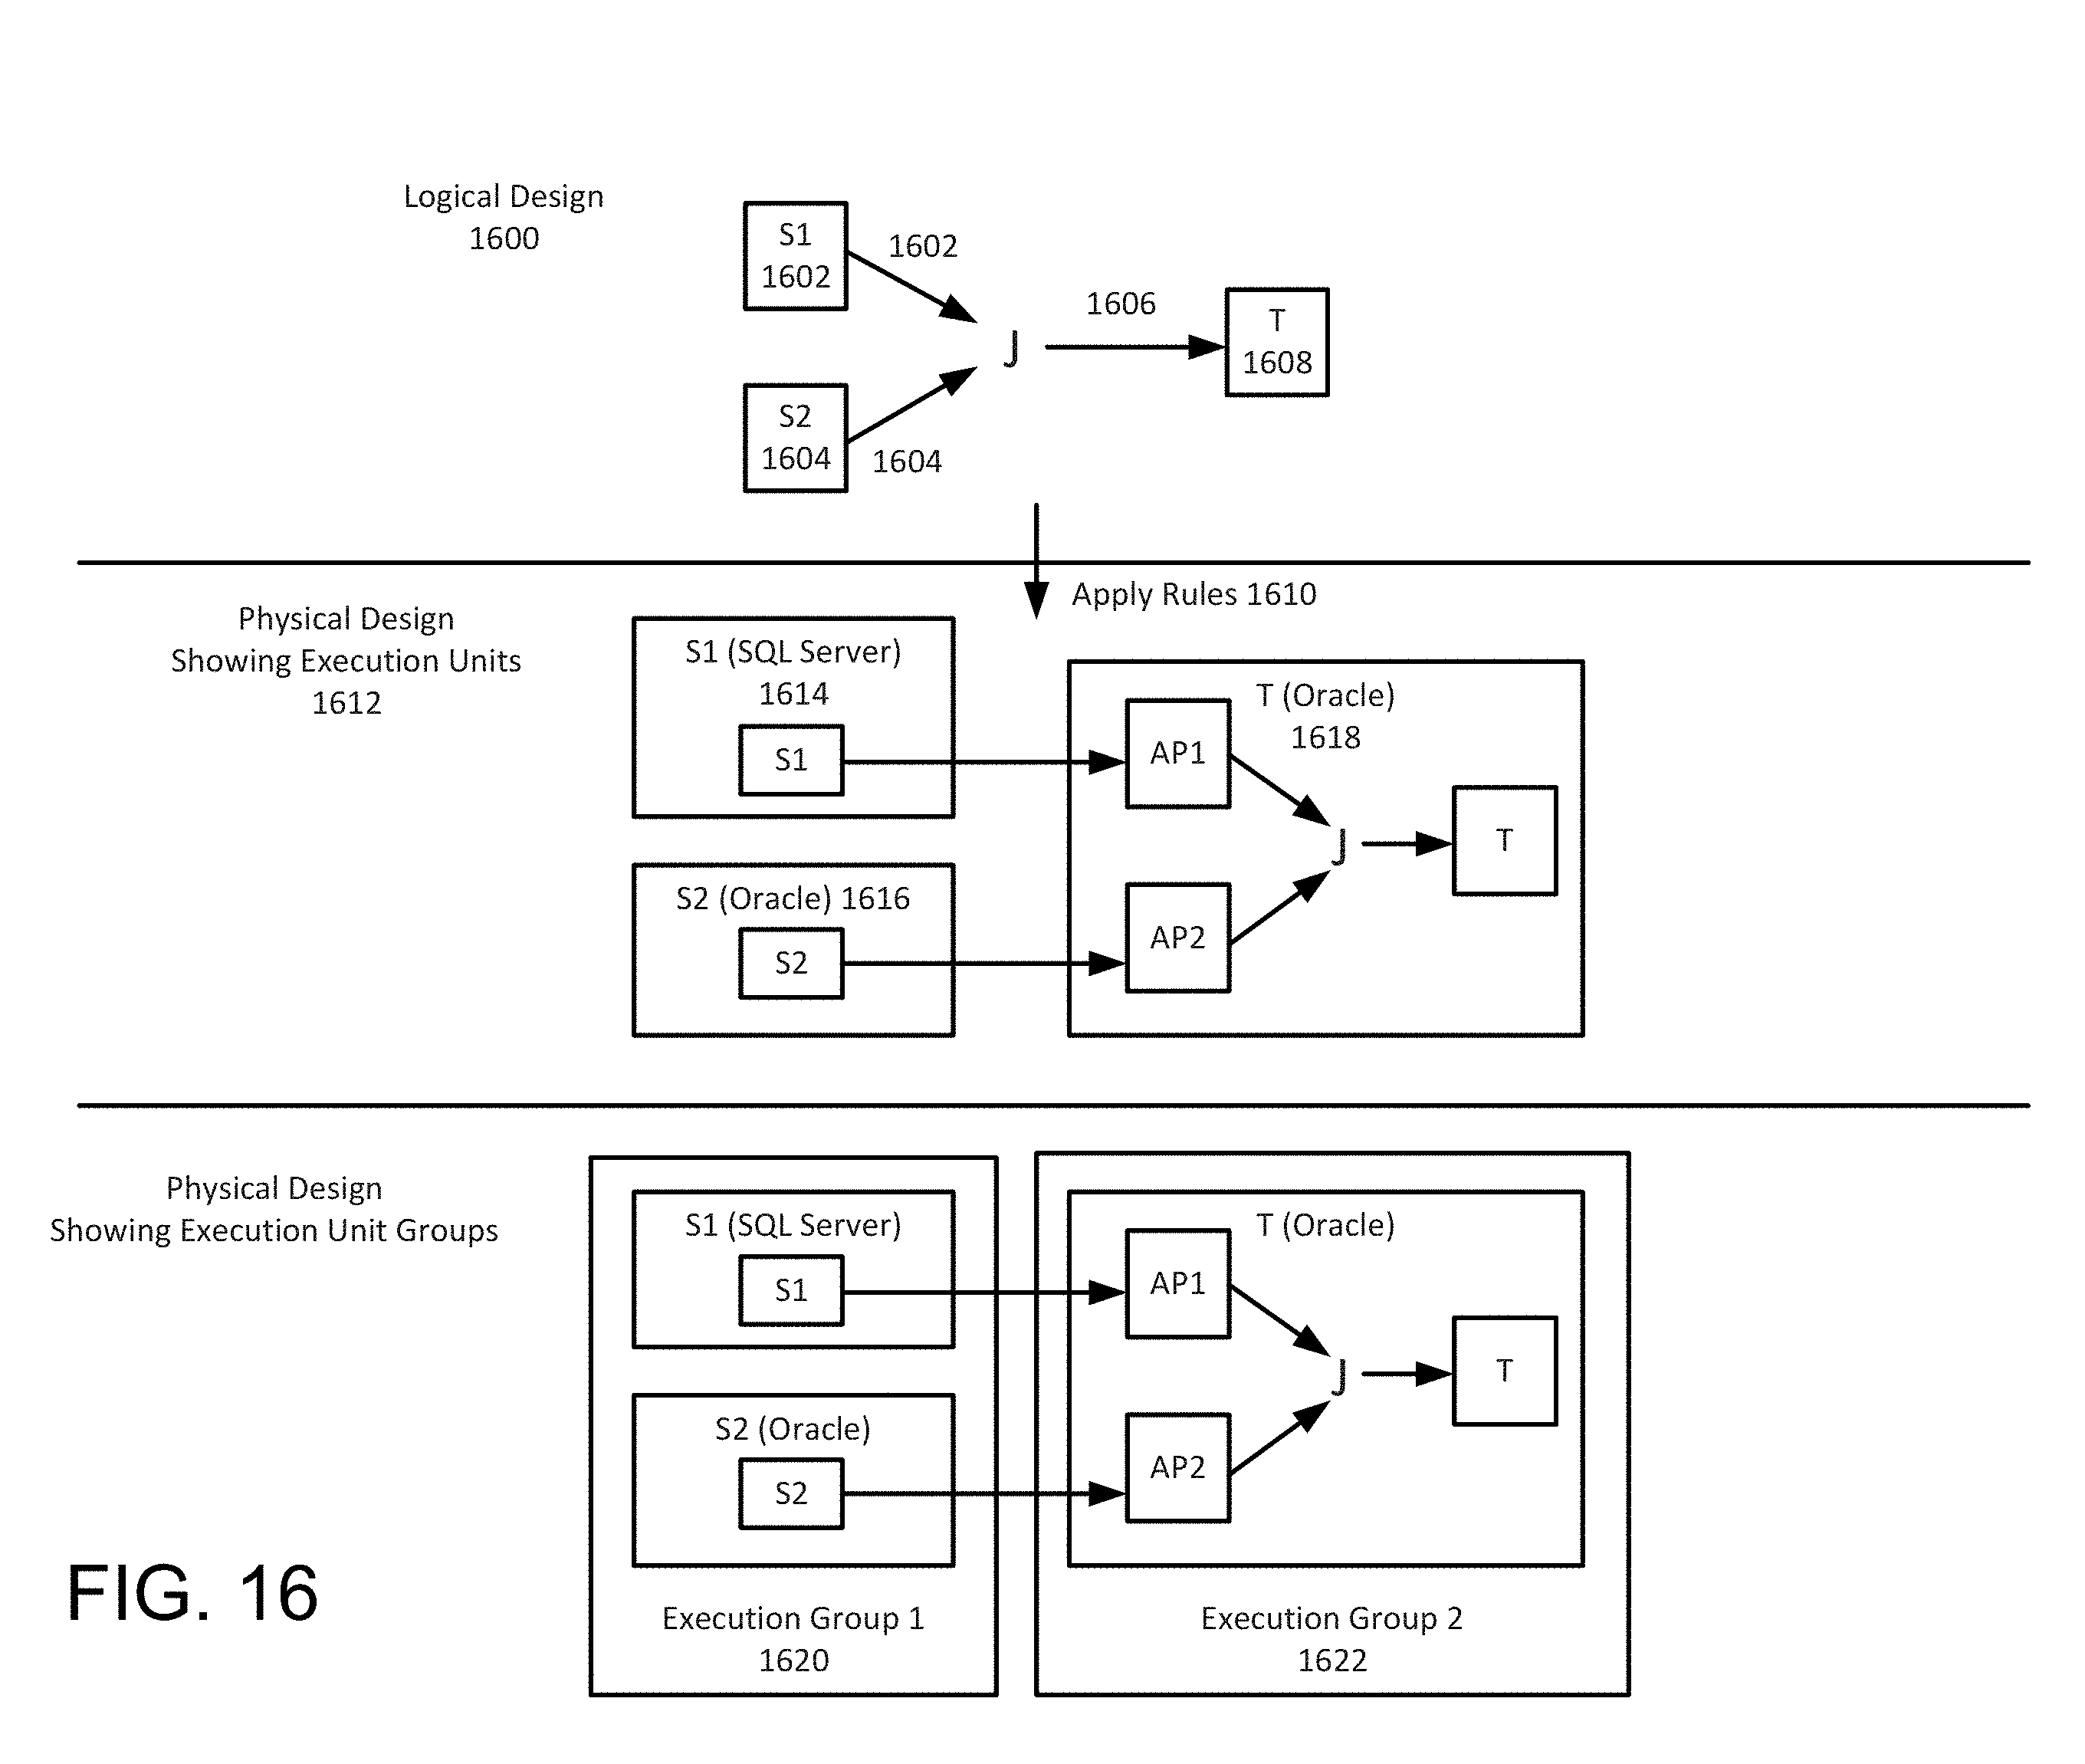 Logical Design
1600
S1
1602
1602
J
1606
T
1608
S2
1604
1604
Apply Rules 1610
Physical Design
Showing Execution Units
1612
S1 (SQL Server)
1614
S1
S2 (Oracle) 1616
S2
T (Oracle)
1618
AP1
AP2
J
T
Physical Design
Showing Execution Unit Groups
S1 (SQL Server)
S1
S2 (Oracle)
S2
Execution Group 1
1620
T (Oracle)
AP1
AP2
J
T
Execution Group 2
1622
FIG. 16